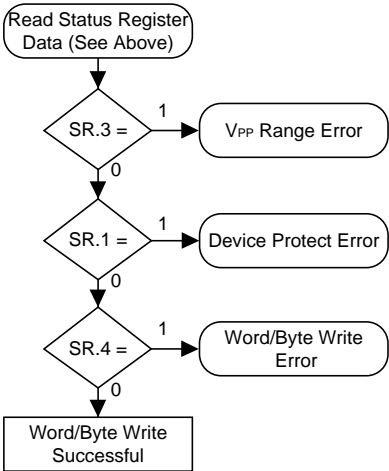 Read Status Register
Data (See Above)
1
SR.3 =
VPP Range Error
0
1
SR.1 =
Device Protect Error
0
1
SR.4 =
Word/Byte Write
Error
0
Word/Byte Write
Successful